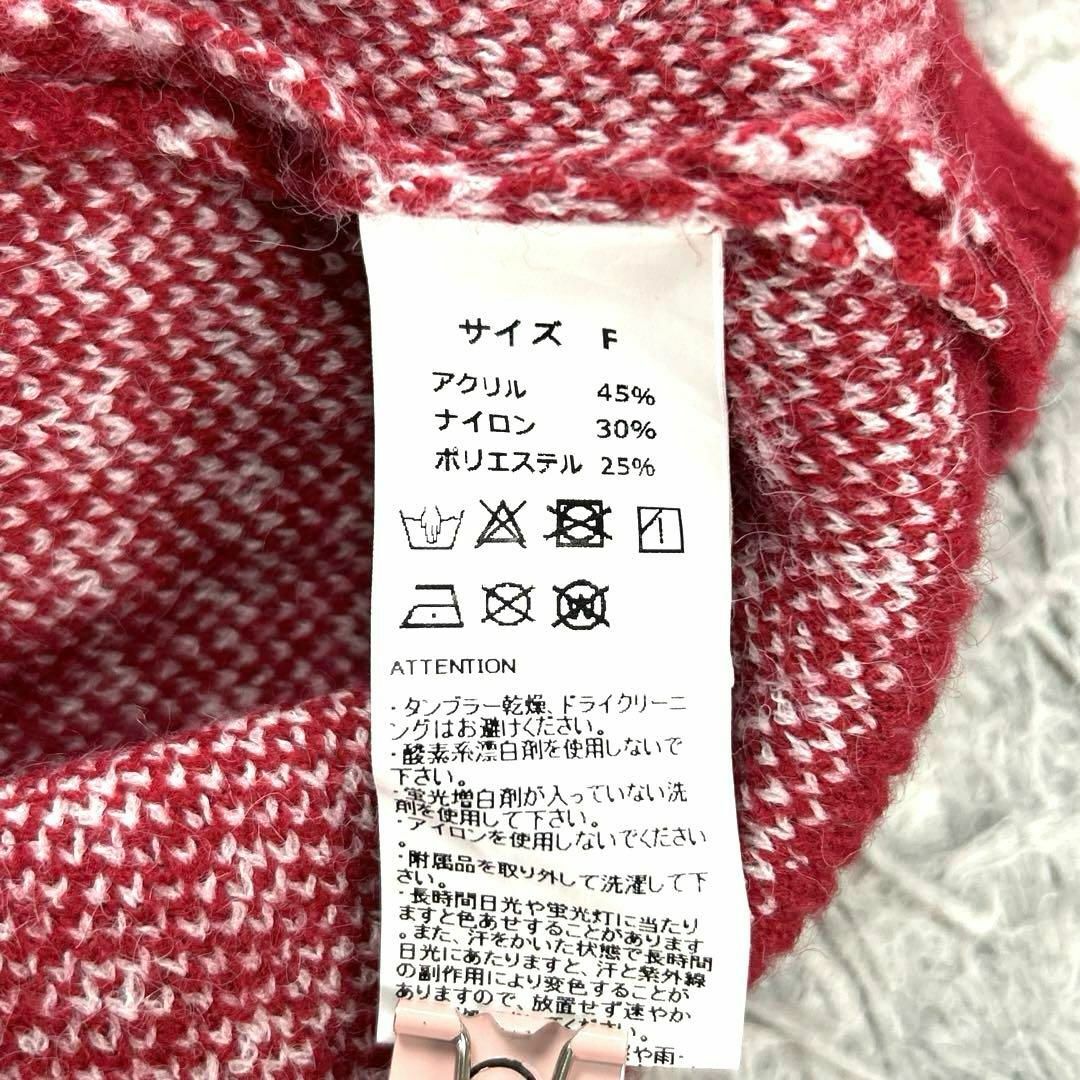 サイズ F
アクリル 45%
ナイロン 30%
ポリエステル 25%
ATTENTION
・タンブラー乾燥、ドライクリーニ
ングはお避けください。
・酸素系漂白剤を使用しないで
下さい。
・蛍光増白剤が入っていない洗
剤を使用して下さい。
・アイロンを使用しないでください
。
・附属品を取り外して洗濯して下
さい。
・長時間日光や蛍光灯に当たり
ますと色あせすることがあります
。また、汗をかいた状態で長時間
日光にあたりますと、汗と紫外線
の副作用により変色することが
ありますので、放置せず速やか
ください。
や雨・